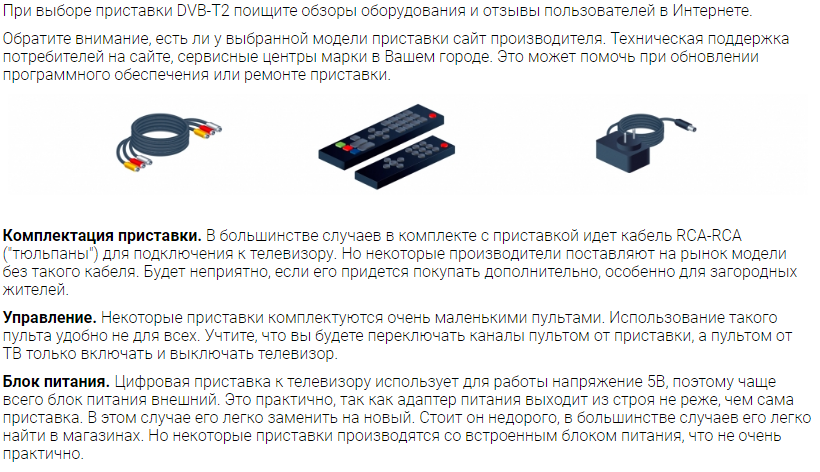 При выборе приставки DVB-T2 поищите обзоры оборудования и отзывы пользователей в Интернете.
Обратите внимание, есть ли у выбранной модели приставки сайт производителя. Техническая поддержка
потребителей на сайте, сервисные центры марки в Вашем городе. Это может помочь при обновлении
программного обеспечения или ремонте приставки.
Комплектация приставки. В большинстве случаев в комплекте с приставкой идет кабель RCA-RCA
("тюльпаны") для подключения к телевизору. Но некоторые производители поставляют на рынок модели
без такого кабеля. Будет неприятно, если его придется покупать дополнительно, особенно для загородных
жителей.
Управление. Некоторые приставки комплектуются очень маленькими пультами. Использование такого
пульта удобно не для всех. Учтите, что вы будете переключать каналы пультом от приставки, а пультом от
ТВ только включать и выключать телевизор.
Блок питания. Цифровая приставка к телевизору использует для работы напряжение 5В, поэтому чаще
всего блок питания внешний. Это практично, так как адаптер питания выходит из строя не реже, чем сама
приставка. В этом случае его легко заменить на новый. Стоит он недорого, в большинстве случаев его легко
найти в магазинах. Но некоторые приставки производятся со встроенным блоком питания, что не очень
практично.